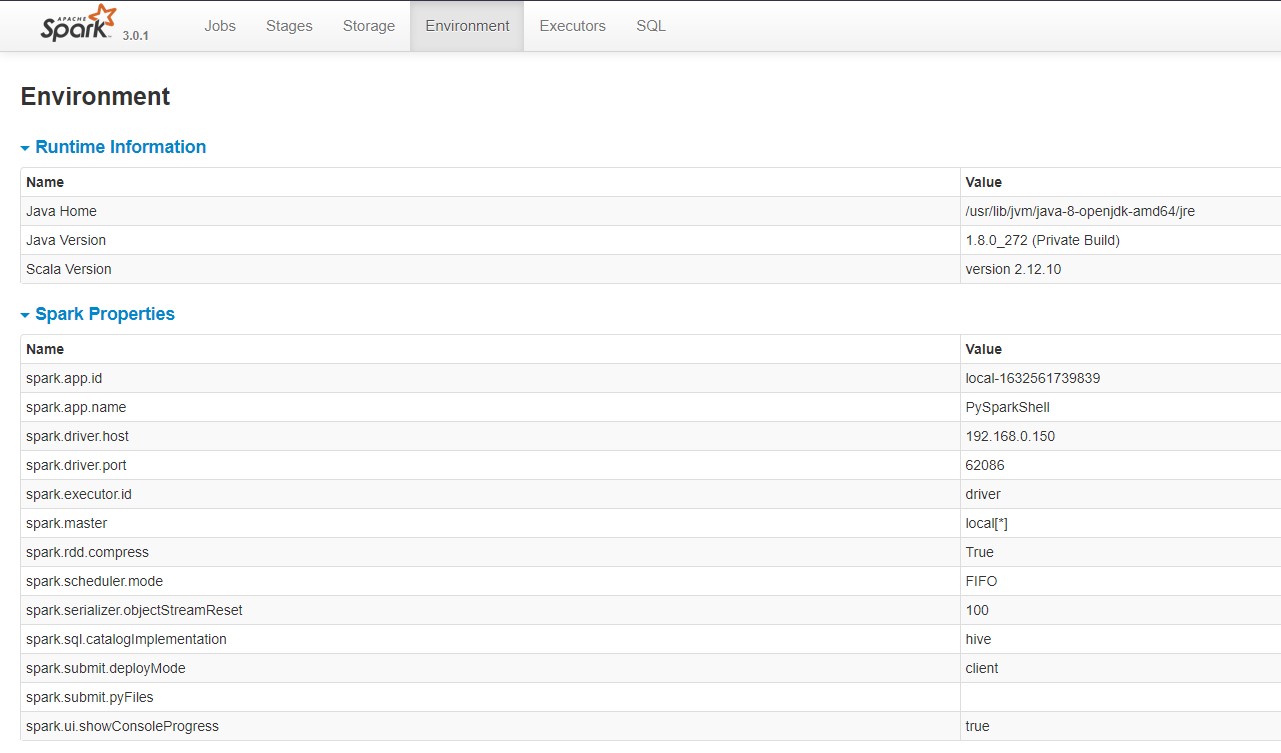 APACHE Spark 3.0.1 Jobs Stages Storage Environment Executors SQL
Environment
Runtime Information
Name Value
Java Home /usr/lib/jvm/java-8-openjdk-amd64/jre
Java Version 1.8.0_272 (Private Build)
Scala Version version 2.12.10
Spark Properties
Name Value
spark.app.id local-1632561739839
spark.app.name PySparkShell
spark.driver.host 192.168.0.150
spark.driver.port 62086
spark.executor.id driver
spark.master local[*]
spark.rdd.compress True
spark.scheduler.mode FIFO
spark.serializer.objectStreamReset 100
spark.sql.catalogImplementation hive
spark.submit.deployMode client
spark.submit.pyFiles
spark.ui.showConsoleProgress true